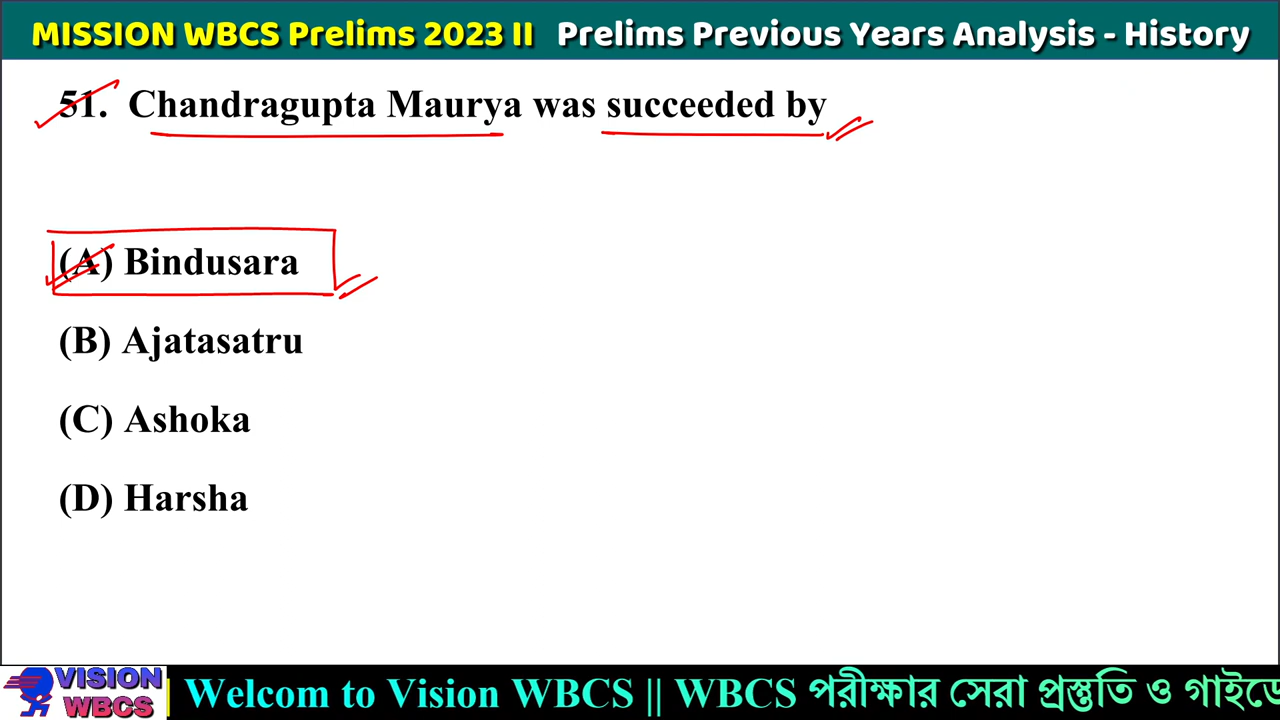 MISSION WBCS Prelims 2023 II Prelims Previous Years Analysis - History
51. Chandragupta Maurya was succeeded by
(A) Bindusara
(B) Ajatasatru
(C) Ashoka
(D) Harsha
VISION WBCS
Welcom to Vision WBCS || WBCS পরীক্ষার সেরা প্রস্তুতি ও গাইডে